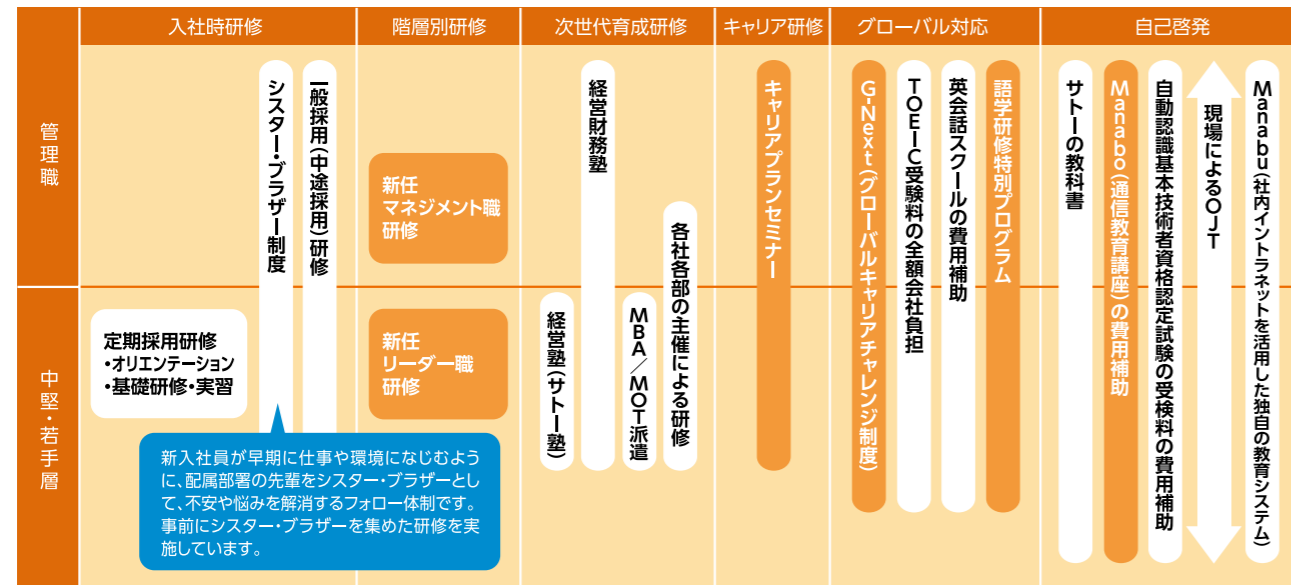 入社時研修
階層別研修
次世代育成研修
キャリア研修
グローバル対応
自己啓発
管理職
中堅・若手層
定期採用研修
・オリエンテーション
・基礎研修・実習
シスター・ブラザー制度
一般採用（中途採用）研修
新入社員が早期に仕事や環境になじむよう
に、配属部署の先輩をシスター・ブラザーとし
て、不安や悩みを解消するフォロー体制です。
事前にシスター・ブラザーを集めた研修を実
施しています。
新任
マネジメント職
研修
新任
リーダー職
研修
経営塾（サトー塾）
経営財務塾
MBA／MOT派遣
各社各部の主催による研修
キャリアプランセミナー
G-Next（グローバルキャリアチャレンジ制度）
TOEIC受験料の全額会社負担
英会話スクールの費用補助
語学研修特別プログラム
サトーの教科書
Manabo（通信教育講座）の費用補助
自動認識基本技術者資格認定試験の受検料の費用補助
現場によるOJT
Manabu（社内イントラネットを活用した独自の教育システム）